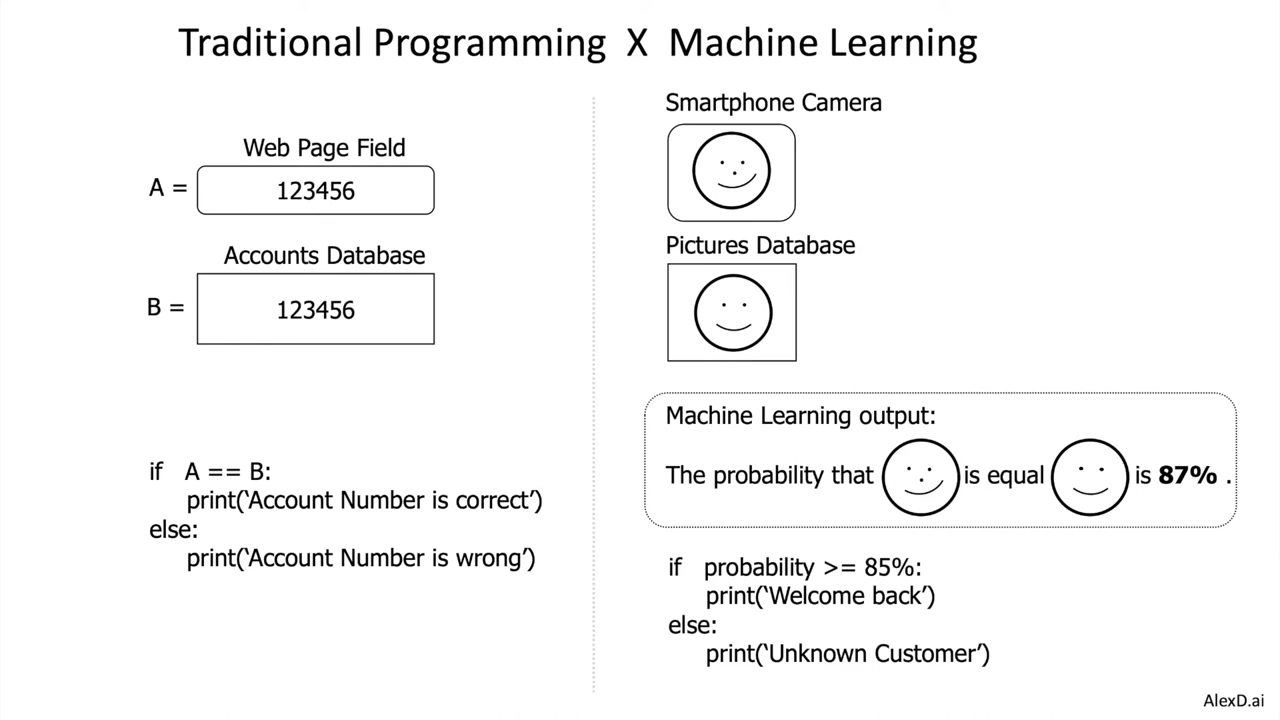 Traditional Programming X Machine Learning
Web Page Field
A = 123456
Accounts Database
B = 123456
if A == B:
print(‘Account Number is correct’)
else:
print(‘Account Number is wrong’)
Smartphone Camera
Pictures Database
Machine Learning output:
The probability that is equal is 87% .
if probability >= 85%:
print(‘Welcome back’)
else:
print(‘Unknown Customer’)
AlexD.ai